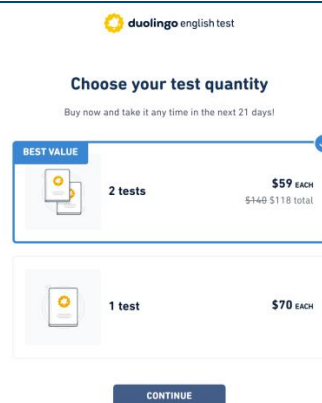 duolingo english test
Choose your test quantity
Buy now and take it any time in the next 21 days!
BEST VALUE
2 tests
$59 EACH
$140 $118 total
1 test
$70 EACH
CONTINUE